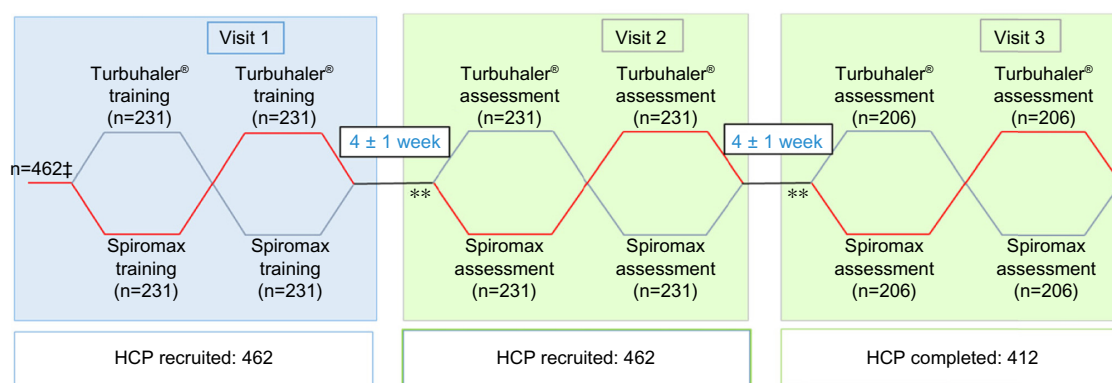 Visit 1
Turbuhaler®
training
(n=231)
Turbuhaler®
training
(n=231)
n=462‡
Spiromax
training
(n=231)
Spiromax
training
(n=231)
HCP recruited: 462
4 ± 1 week
**
Visit 2
Turbuhaler®
assessment
(n=231)
Turbuhaler®
assessment
(n=231)
Spiromax
assessment
(n=231)
Spiromax
assessment
(n=231)
HCP recruited: 462
4 ± 1 week
**
Visit 3
Turbuhaler®
assessment
(n=206)
Turbuhaler®
assessment
(n=206)
Spiromax
assessment
(n=206)
Spiromax
assessment
(n=206)
HCP completed: 412